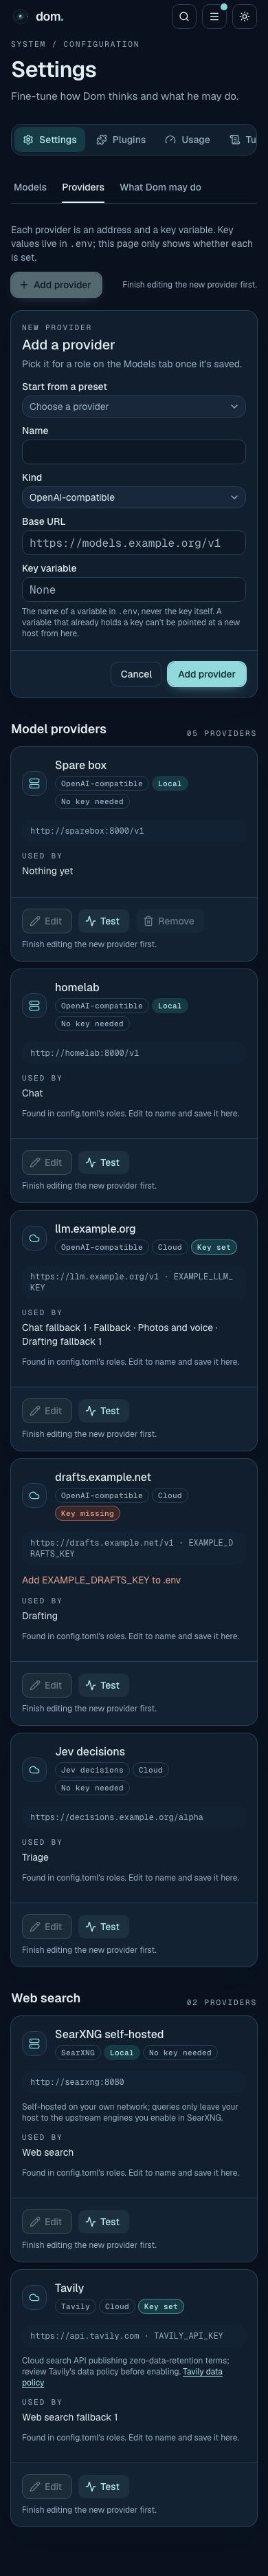 dom.
SYSTEM / CONFIGURATION
Settings
Fine-tune how Dom thinks and what he may do.
Settings
Plugins
Usage
Tu
Models
Providers
What Dom may do
Each provider is an address and a key variable. Key
values live in .env; this page only shows whether each
is set.
Add provider
Finish editing the new provider first.
NEW PROVIDER
Add a provider
Pick it for a role on the Models tab once it's saved.
Start from a preset
Choose a provider
Name
Kind
OpenAI-compatible
Base URL
https://models.example.org/v1
Key variable
None
The name of a variable in .env, never the key itself. A
variable that already holds a key can't be pointed at a new
host from here.
Cancel
Add provider
Model providers
05 PROVIDERS
Spare box
OpenAI-compatible
Local
No key needed
http://sparebox:8000/v1
USED BY
Nothing yet
Edit
Test
Remove
Finish editing the new provider first.
homelab
OpenAI-compatible
Local
No key needed
http://homelab:8000/v1
USED BY
Chat
Found in config.toml's roles. Edit to name and save it here.
Edit
Test
Finish editing the new provider first.
llm.example.org
OpenAI-compatible
Cloud
Key set
https://llm.example.org/v1 · EXAMPLE_LLM_
KEY
USED BY
Chat fallback 1 · Fallback · Photos and voice ·
Drafting fallback 1
Found in config.toml's roles. Edit to name and save it here.
Edit
Test
Finish editing the new provider first.
drafts.example.net
OpenAI-compatible
Cloud
Key missing
https://drafts.example.net/v1 · EXAMPLE_D
RAFTS_KEY
Add EXAMPLE_DRAFTS_KEY to .env
USED BY
Drafting
Found in config.toml's roles. Edit to name and save it here.
Edit
Test
Finish editing the new provider first.
Jev decisions
Jev decisions
Cloud
No key needed
https://decisions.example.org/alpha
USED BY
Triage
Found in config.toml's roles. Edit to name and save it here.
Edit
Test
Finish editing the new provider first.
Web search
02 PROVIDERS
SearXNG self-hosted
SearXNG
Local
No key needed
http://searxng:8080
Self-hosted on your own network; queries only leave your
host to the upstream engines you enable in SearXNG.
USED BY
Web search
Found in config.toml's roles. Edit to name and save it here.
Edit
Test
Finish editing the new provider first.
Tavily
Tavily
Cloud
Key set
https://api.tavily.com · TAVILY_API_KEY
Cloud search API publishing zero-data-retention terms;
review Tavily's data policy before enabling. Tavily data
policy
USED BY
Web search fallback 1
Found in config.toml's roles. Edit to name and save it here.
Edit
Test
Finish editing the new provider first.